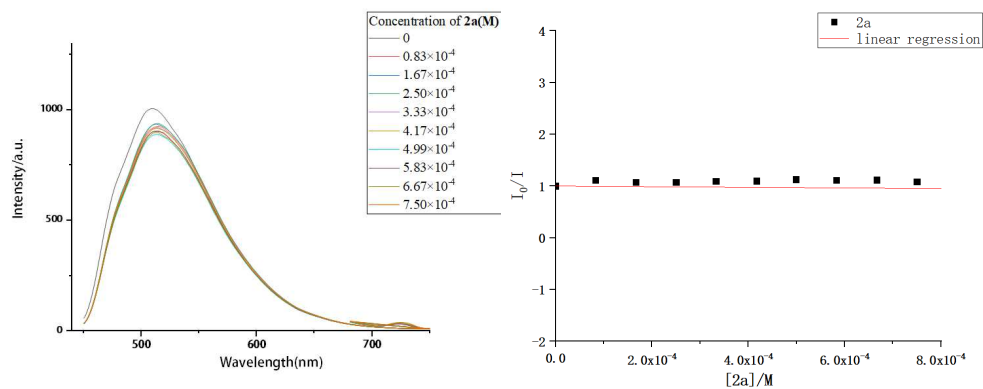 Concentration of 2a(M)
0
0.83×10⁻⁴
1.67×10⁻⁴
2.50×10⁻⁴
3.33×10⁻⁴
4.17×10⁻⁴
4.99×10⁻⁴
5.83×10⁻⁴
6.67×10⁻⁴
7.50×10⁻⁴
Intensity/a.u.
1000
500
0
500
600
700
Wavelength(nm)
2a
linear regression
I₀/I
4
3
2
1
0
-1
-2
0.0
2.0x10⁻⁴
4.0x10⁻⁴
6.0x10⁻⁴
8.0x10⁻⁴
[2a]/M